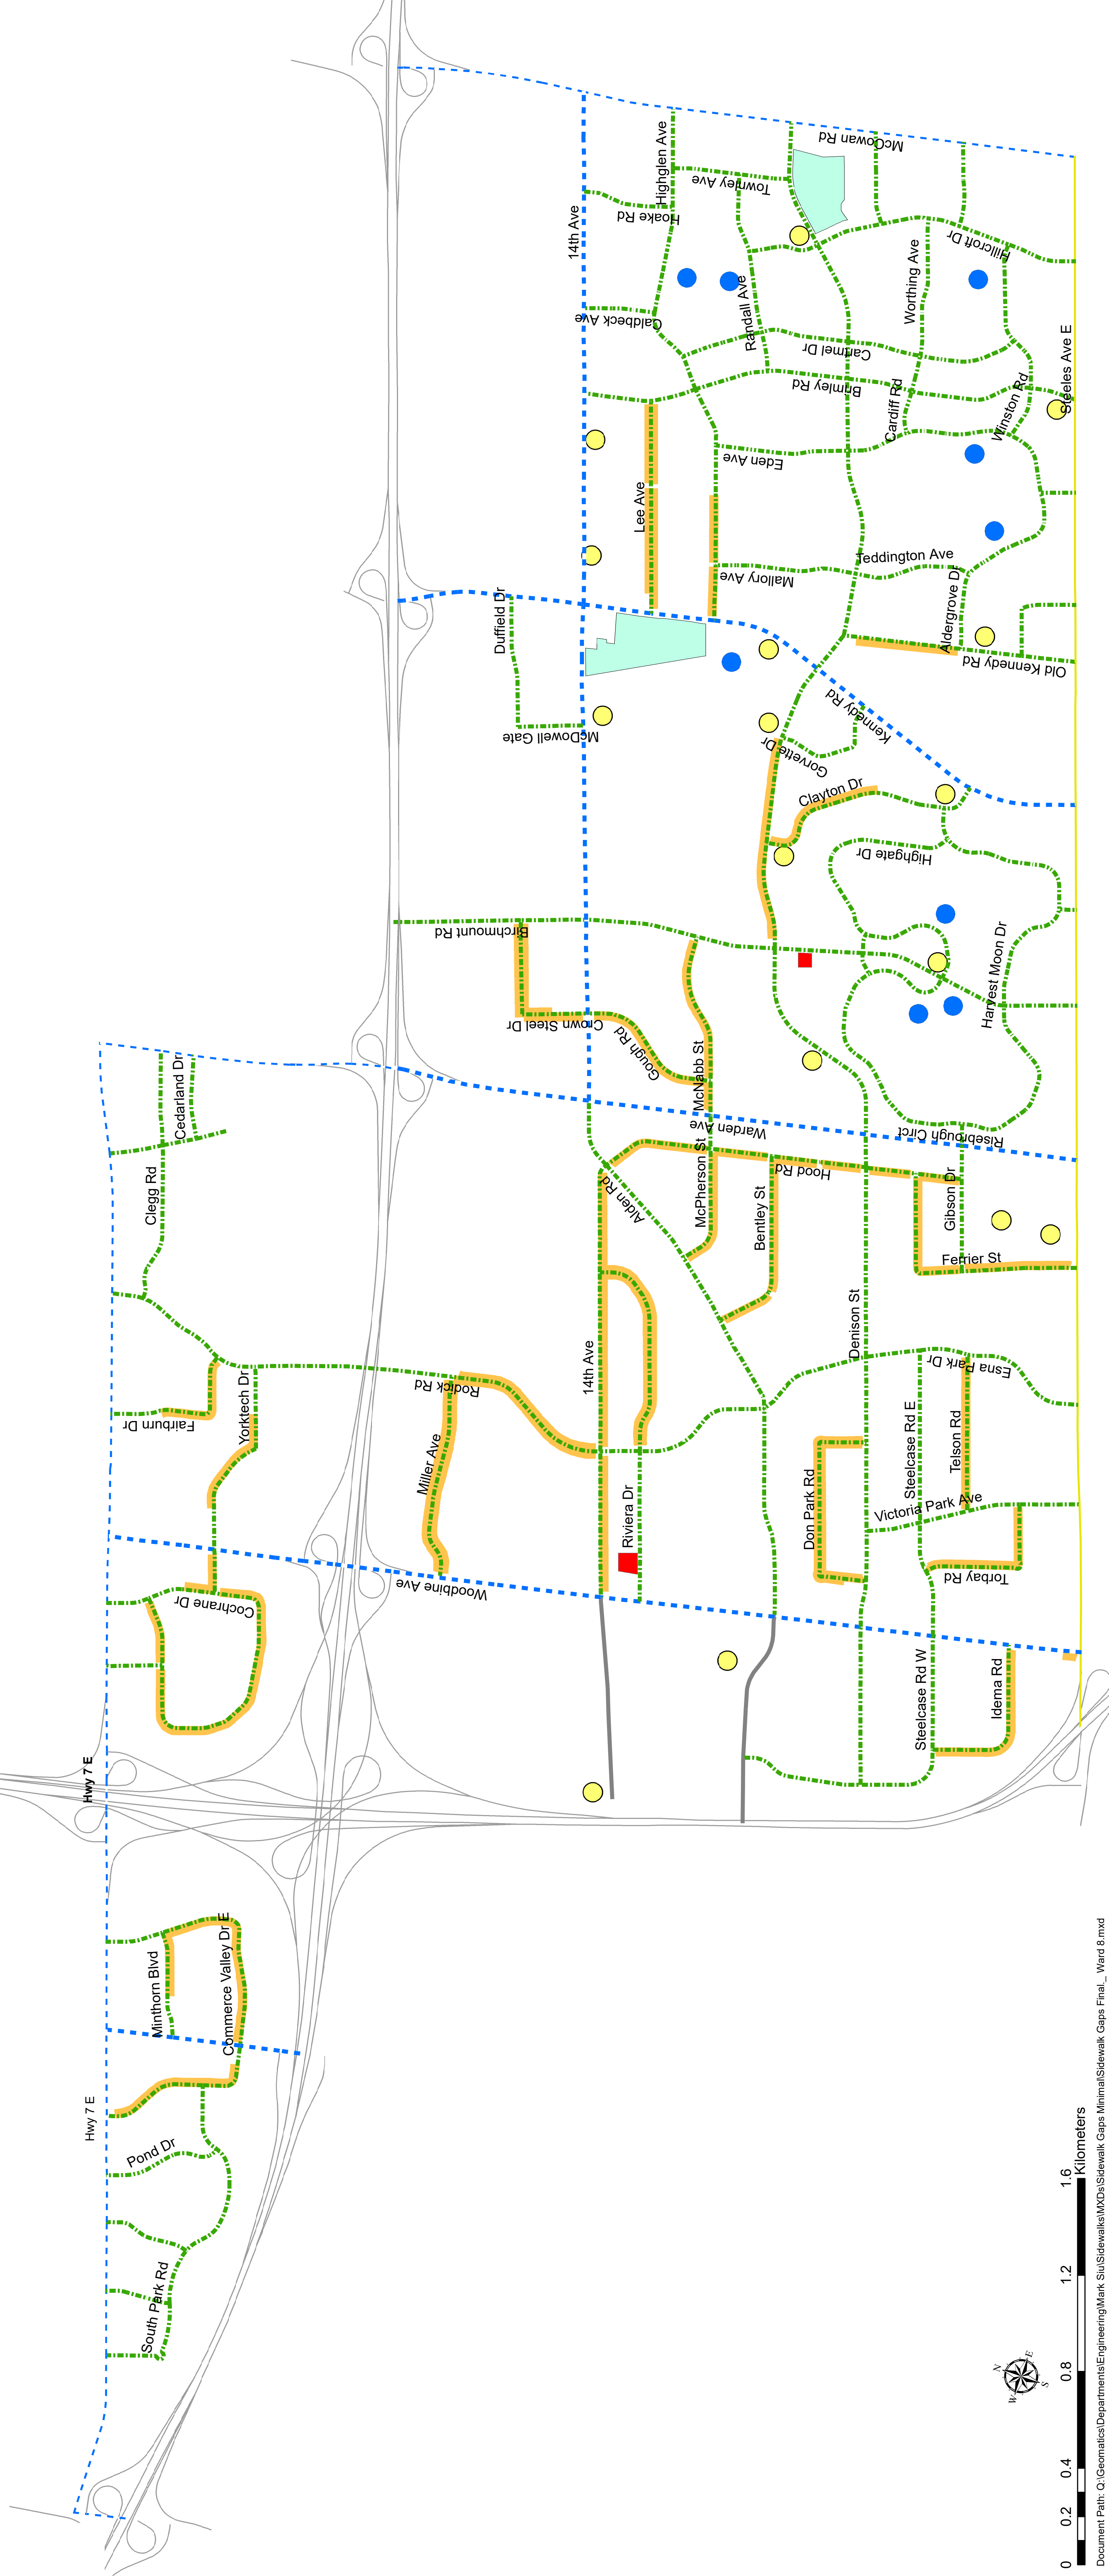 McCowan Rd
Highglen Ave
Townley Ave
Hoake Rd
14th Ave
Hillcroft Dr
Worthing Ave
Randall Ave
Caldbeck Ave
Carlmel Dr
Brimley Rd
Cardiff Rd
Winston Rd
Steeles Ave E
Eden Ave
Lee Ave
Teddington Ave
Mallory Ave
Aldergrove Dr
Duffield Dr
Old Kennedy Rd
Kennedy Rd
McDowell Gate
Gorvette Dr
Clayton Dr
Highgate Dr
Birchmount Rd
Harvest Moon Dr
Crown Steel Dr
Gough Rd
McNabb St
Cedarland Dr
Warden Ave
Risebrough Circt
Clegg Rd
McPherson St
Hood Rd
Alden Rd
Bentley St
Gibson Dr
Ferrier St
Denison St
Esna Park Dr
14th Ave
Rodick Rd
Fairburn Dr
Yorktech Dr
Miller Ave
Steelcase Rd E
Telson Rd
Don Park Rd
Victoria Park Ave
Riviera Dr
Torbay Rd
Woodbine Ave
Cochrane Dr
Steelcase Rd W
Idema Rd
Hwy 7 E
Minthorn Blvd
Commerce Valley Dr E
Hwy 7 E
Pond Dr
South Park Rd
N
E
S
W
0 0.2 0.4 0.8 1.2 1.6
Kilometers
Document Path: Q:\Geomatics\Departments\Engineering\Mark Siu\Sidewalks\MXDs\Sidewalk Gaps Minimal\Sidewalk Gaps Final._ Ward 8.mxd